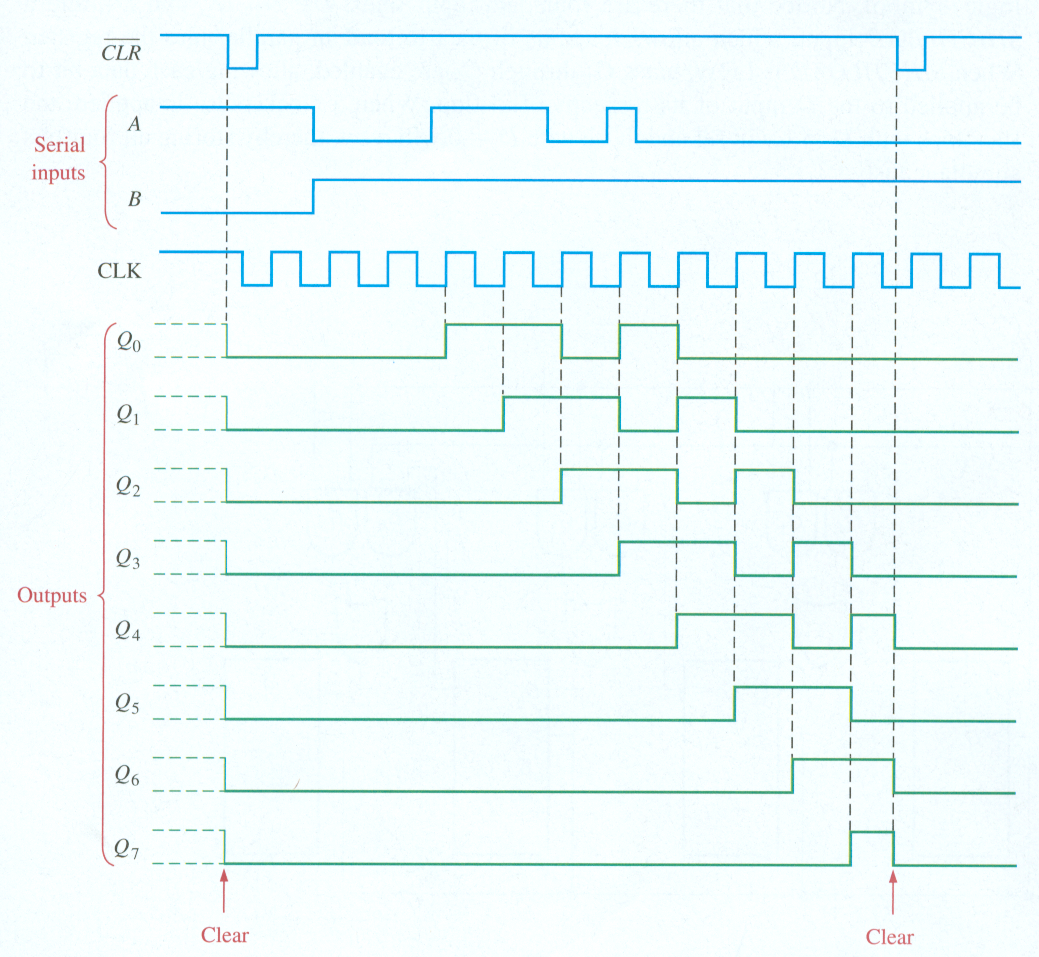 CLR
A
Serial
inputs
B
CLK
Q0
Q1
Q2
Q3
Outputs
Q4
Q5
Q6
Q7
Clear
Clear